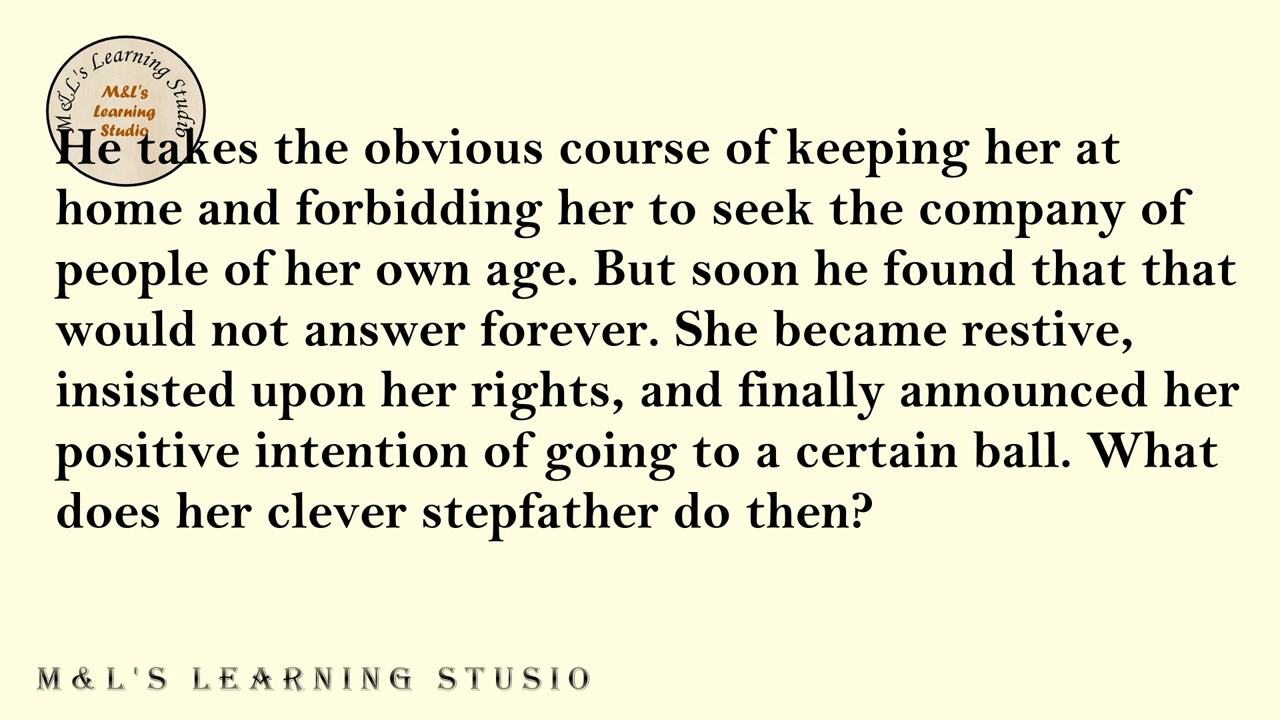 M&L's Learning Studio
M&L's
Learning
Studio
He takes the obvious course of keeping her at
home and forbidding her to seek the company of
people of her own age. But soon he found that that
would not answer forever. She became restive,
insisted upon her rights, and finally announced her
positive intention of going to a certain ball. What
does her clever stepfather do then?
M&L'S LEARNING STUSIO